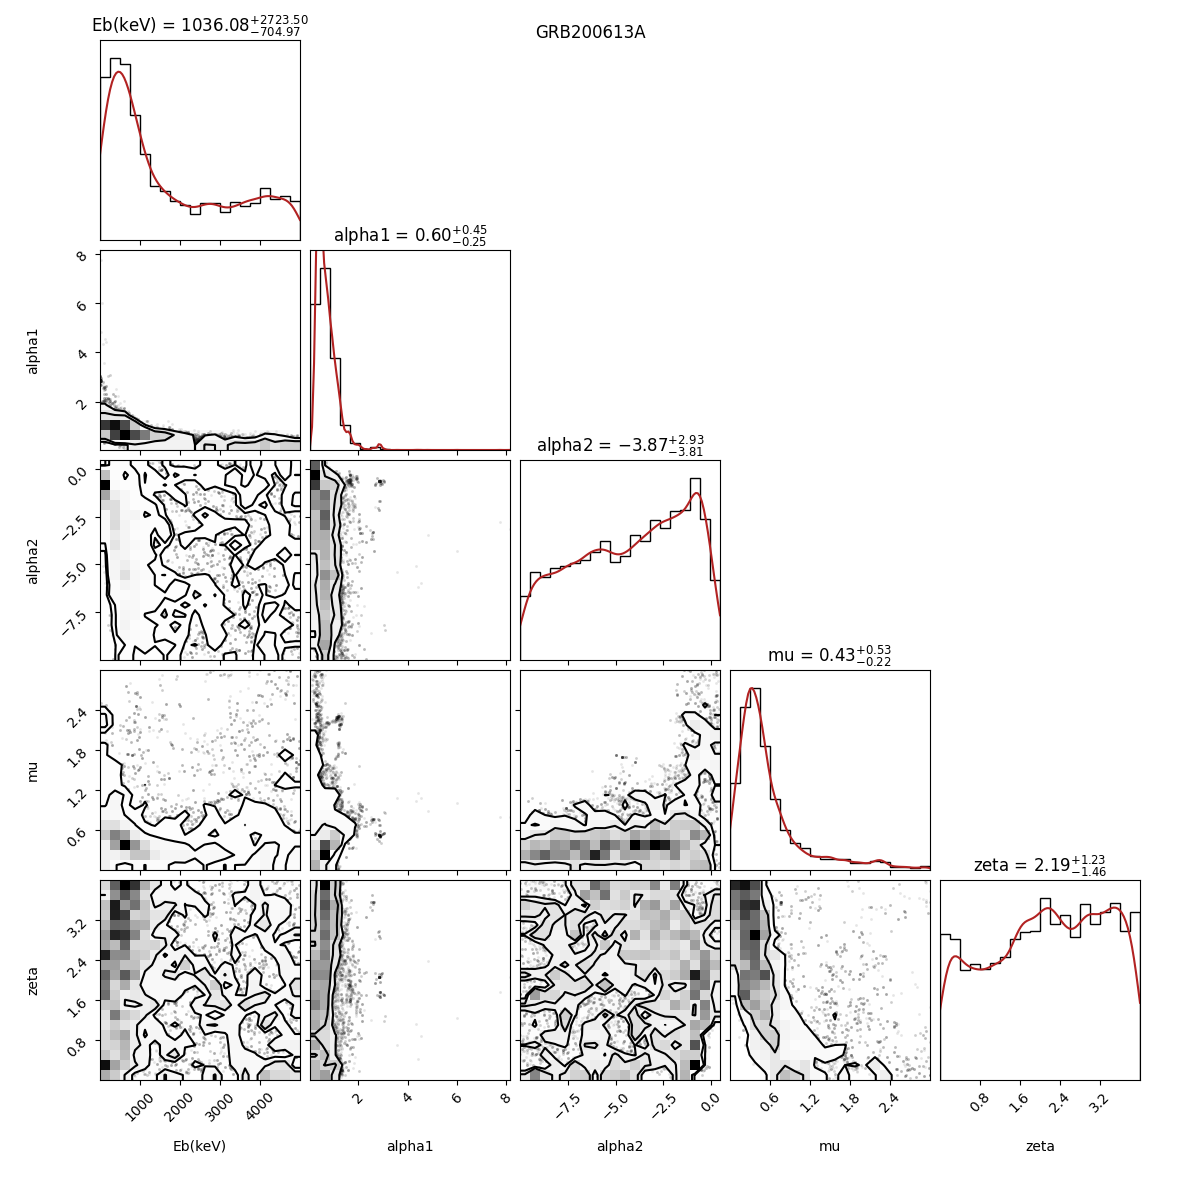 GRB200613A
Eb(keV) = 1036.08+2723.50−704.97
alpha1 = 0.60+0.45−0.25
8
6
4
2
alpha1
alpha2 = −3.87+2.93−3.81
0.0
−2.5
−5.0
−7.5
alpha2
mu = 0.43+0.53−0.22
2.4
1.8
1.2
0.6
mu
zeta = 2.19+1.23−1.46
3.2
2.4
1.6
0.8
zeta
1000 2000 3000 4000
2 4 6 8
−7.5 −5.0 −2.5 0.0
0.6 1.2 1.8 2.4
0.8 1.6 2.4 3.2
Eb(keV)
alpha1
alpha2
mu
zeta